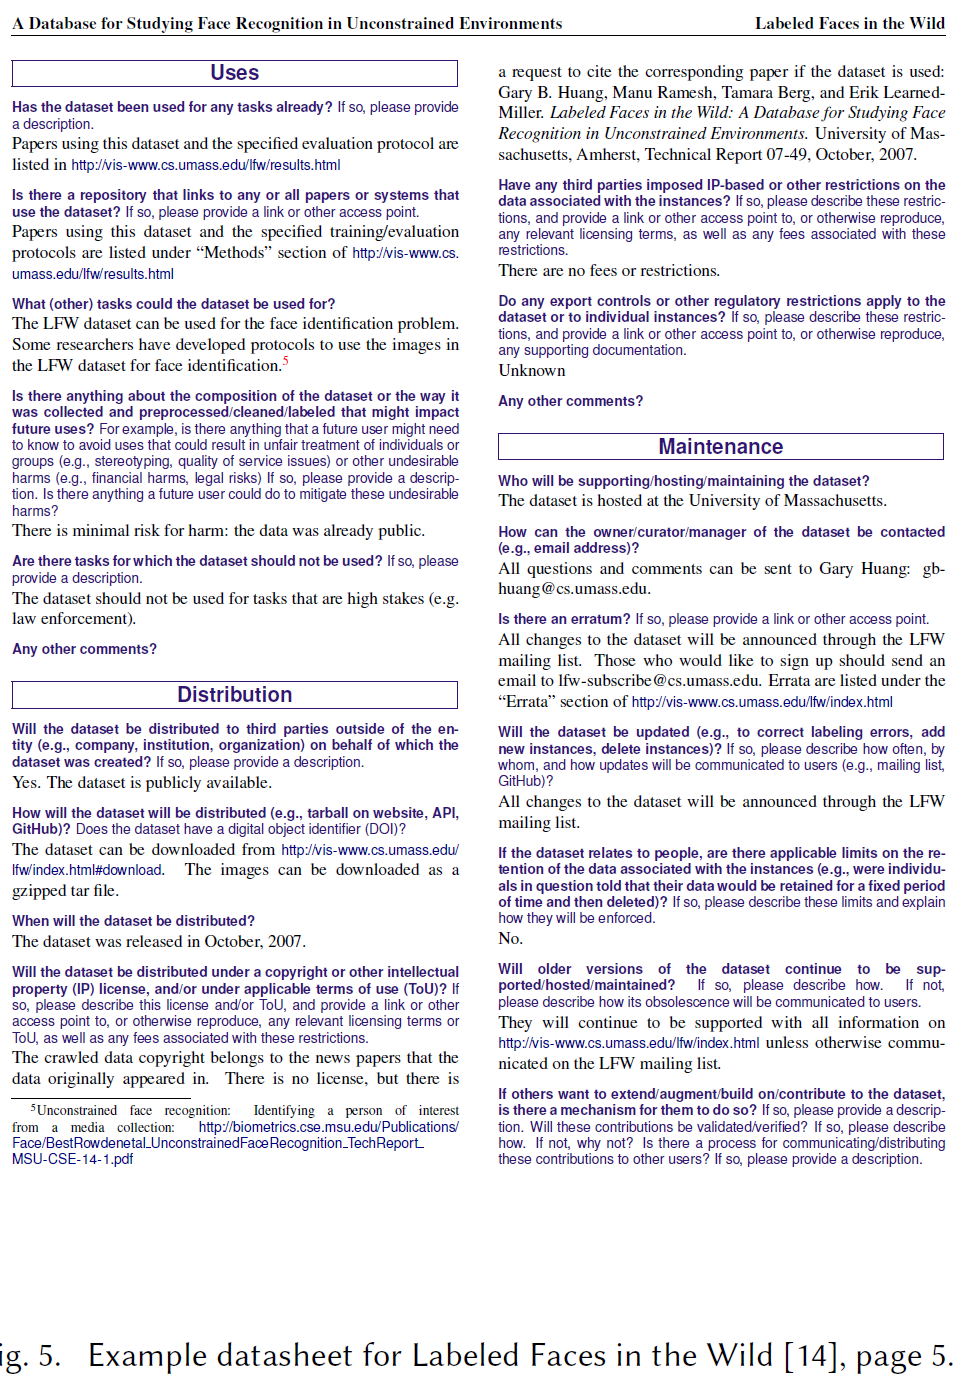 A Database for Studying Face Recognition in Unconstrained Environments
Labeled Faces in the Wild
Uses
Has the dataset been used for any tasks already? If so, please provide
a description.
Papers using this dataset and the specified evaluation protocol are
listed in http://vis-www.cs.umass.edu/lfw/results.html
Is there a repository that links to any or all papers or systems that
use the dataset? If so, please provide a link or other access point.
Papers using this dataset and the specified training/evaluation
protocols are listed under “Methods” section of http://vis-www.cs.
umass.edu/lfw/results.html
What (other) tasks could the dataset be used for?
The LFW dataset can be used for the face identification problem.
Some researchers have developed protocols to use the images in
the LFW dataset for face identification.5
Is there anything about the composition of the dataset or the way it
was collected and preprocessed/cleaned/labeled that might impact
future uses? For example, is there anything that a future user might need
to know to avoid uses that could result in unfair treatment of individuals or
groups (e.g., stereotyping, quality of service issues) or other undesirable
harms (e.g., financial harms, legal risks) If so, please provide a descrip-
tion. Is there anything a future user could do to mitigate these undesirable
harms?
There is minimal risk for harm: the data was already public.
Are there tasks for which the dataset should not be used? If so, please
provide a description.
The dataset should not be used for tasks that are high stakes (e.g.
law enforcement).
Any other comments?
Distribution
Will the dataset be distributed to third parties outside of the en-
tity (e.g., company, institution, organization) on behalf of which the
dataset was created? If so, please provide a description.
Yes. The dataset is publicly available.
How will the dataset will be distributed (e.g., tarball on website, API,
GitHub)? Does the dataset have a digital object identifier (DOI)?
The dataset can be downloaded from http://vis-www.cs.umass.edu/
lfw/index.html#download. The images can be downloaded as a
gzipped tar file.
When will the dataset be distributed?
The dataset was released in October, 2007.
Will the dataset be distributed under a copyright or other intellectual
property (IP) license, and/or under applicable terms of use (ToU)? If
so, please describe this license and/or ToU, and provide a link or other
access point to, or otherwise reproduce, any relevant licensing terms or
ToU, as well as any fees associated with these restrictions.
The crawled data copyright belongs to the news papers that the
data originally appeared in. There is no license, but there is
5Unconstrained face recognition: Identifying a person of interest
from a media collection: http://biometrics.cse.msu.edu/Publications/
Face/BestRowdenetal_UnconstrainedFaceRecognition_TechReport_
MSU-CSE-14-1.pdf
a request to cite the corresponding paper if the dataset is used:
Gary B. Huang, Manu Ramesh, Tamara Berg, and Erik Learned-
Miller. Labeled Faces in the Wild: A Database for Studying Face
Recognition in Unconstrained Environments. University of Mas-
sachusetts, Amherst, Technical Report 07-49, October, 2007.
Have any third parties imposed IP-based or other restrictions on the
data associated with the instances? If so, please describe these restric-
tions, and provide a link or other access point to, or otherwise reproduce,
any relevant licensing terms, as well as any fees associated with these
restrictions.
There are no fees or restrictions.
Do any export controls or other regulatory restrictions apply to the
dataset or to individual instances? If so, please describe these restric-
tions, and provide a link or other access point to, or otherwise reproduce,
any supporting documentation.
Unknown
Any other comments?
Maintenance
Who will be supporting/hosting/maintaining the dataset?
The dataset is hosted at the University of Massachusetts.
How can the owner/curator/manager of the dataset be contacted
(e.g., email address)?
All questions and comments can be sent to Gary Huang: gb-
huang@cs.umass.edu.
Is there an erratum? If so, please provide a link or other access point.
All changes to the dataset will be announced through the LFW
mailing list. Those who would like to sign up should send an
email to lfw-subscribe@cs.umass.edu. Errata are listed under the
“Errata” section of http://vis-www.cs.umass.edu/lfw/index.html
Will the dataset be updated (e.g., to correct labeling errors, add
new instances, delete instances)? If so, please describe how often, by
whom, and how updates will be communicated to users (e.g., mailing list,
GitHub)?
All changes to the dataset will be announced through the LFW
mailing list.
If the dataset relates to people, are there applicable limits on the re-
tention of the data associated with the instances (e.g., were individu-
als in question told that their data would be retained for a fixed period
of time and then deleted)? If so, please describe these limits and explain
how they will be enforced.
No.
Will older versions of the dataset continue to be sup-
ported/hosted/maintained? If so, please describe how. If not,
please describe how its obsolescence will be communicated to users.
They will continue to be supported with all information on
http://vis-www.cs.umass.edu/lfw/index.html unless otherwise commu-
nicated on the LFW mailing list.
If others want to extend/augment/build on/contribute to the dataset,
is there a mechanism for them to do so? If so, please provide a descrip-
tion. Will these contributions be validated/verified? If so, please describe
how. If not, why not? Is there a process for communicating/distributing
these contributions to other users? If so, please provide a description.
ig. 5. Example datasheet for Labeled Faces in the Wild [14], page 5.